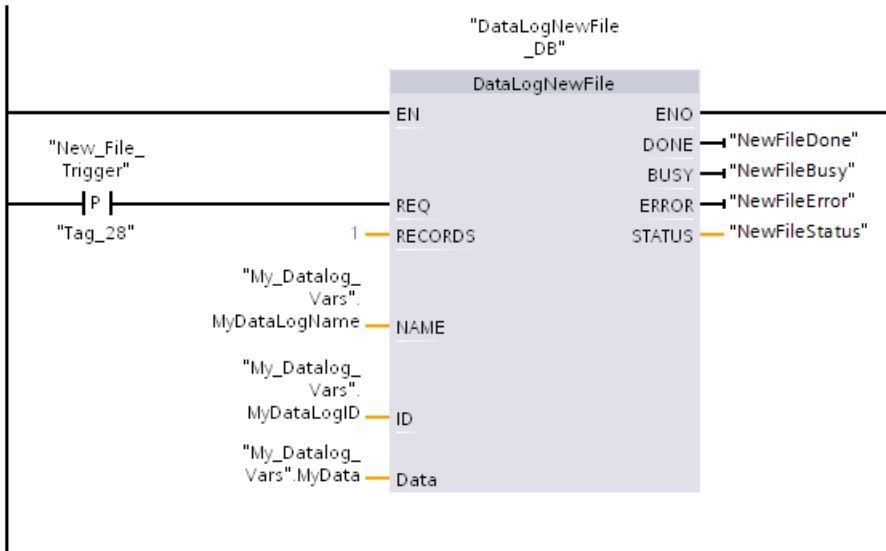 "DataLogNewFile
_DB"
DataLogNewFile
EN
ENO
"New_File_
Trigger"
DONE
"NewFileDone"
BUSY
"NewFileBusy"
P
REQ
ERROR
"NewFileError"
"Tag_28"
1
RECORDS
STATUS
"NewFileStatus"
"My_Datalog_
Vars".
MyDataLogName
NAME
"My_Datalog_
Vars".
MyDataLogID
ID
"My_Datalog_
Vars".MyData
Data